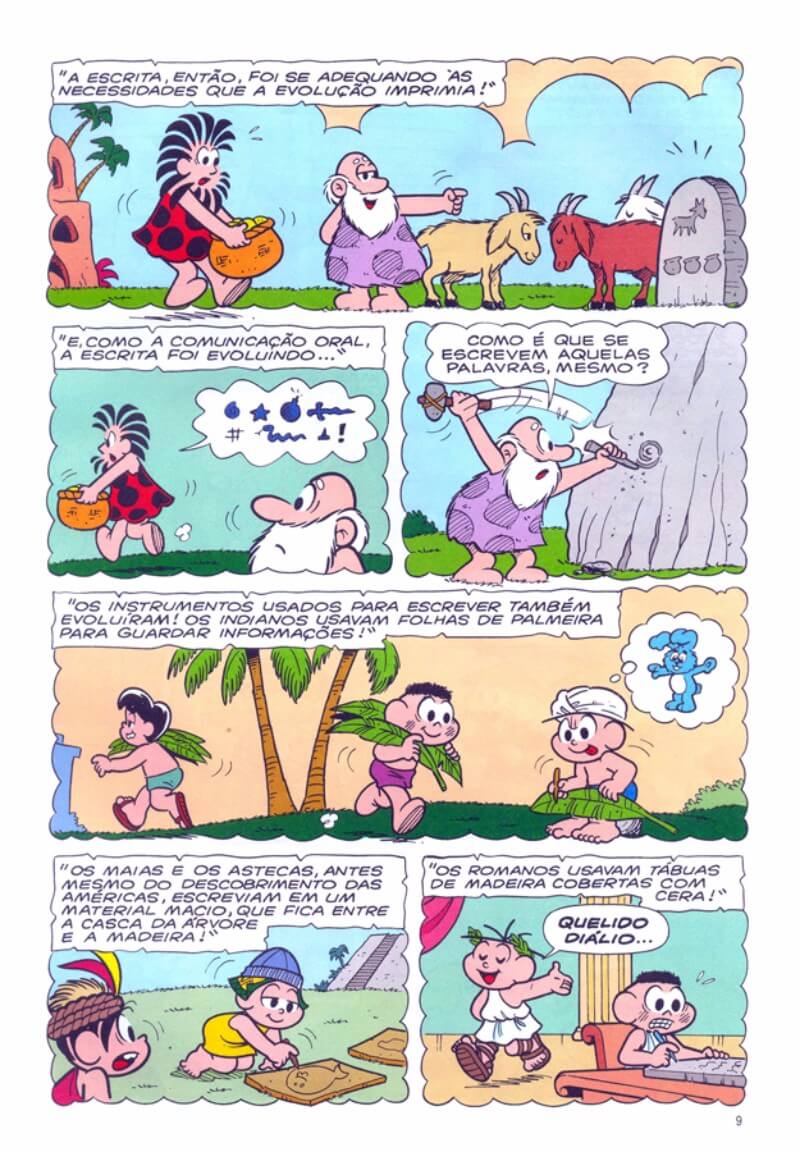 "A ESCRITA, ENTÃO, FOI SE ADEQUANDO ÀS
NECESSIDADES QUE A EVOLUÇÃO IMPRIMIA!"
"E, COMO A COMUNICAÇÃO ORAL,
A ESCRITA FOI EVOLUINDO..."
#
!
COMO É QUE SE
ESCREVEM AQUELAS
PALAVRAS, MESMO?
"OS INSTRUMENTOS USADOS PARA ESCREVER TAMBÉM
EVOLUÍRAM! OS INDIANOS USAVAM FOLHAS DE PALMEIRA
PARA GUARDAR INFORMAÇÕES!"
"OS MAIAS E OS ASTECAS, ANTES
MESMO DO DESCOBRIMENTO DAS
AMÉRICAS, ESCREVIAM EM UM
MATERIAL MACIO, QUE FICA ENTRE
A CASCA DA ÁRVORE
E A MADEIRA!"
"OS ROMANOS USAVAM TÁBUAS
DE MADEIRA COBERTAS COM
CERA!"
QUELIDO
DIÁLIO...
9